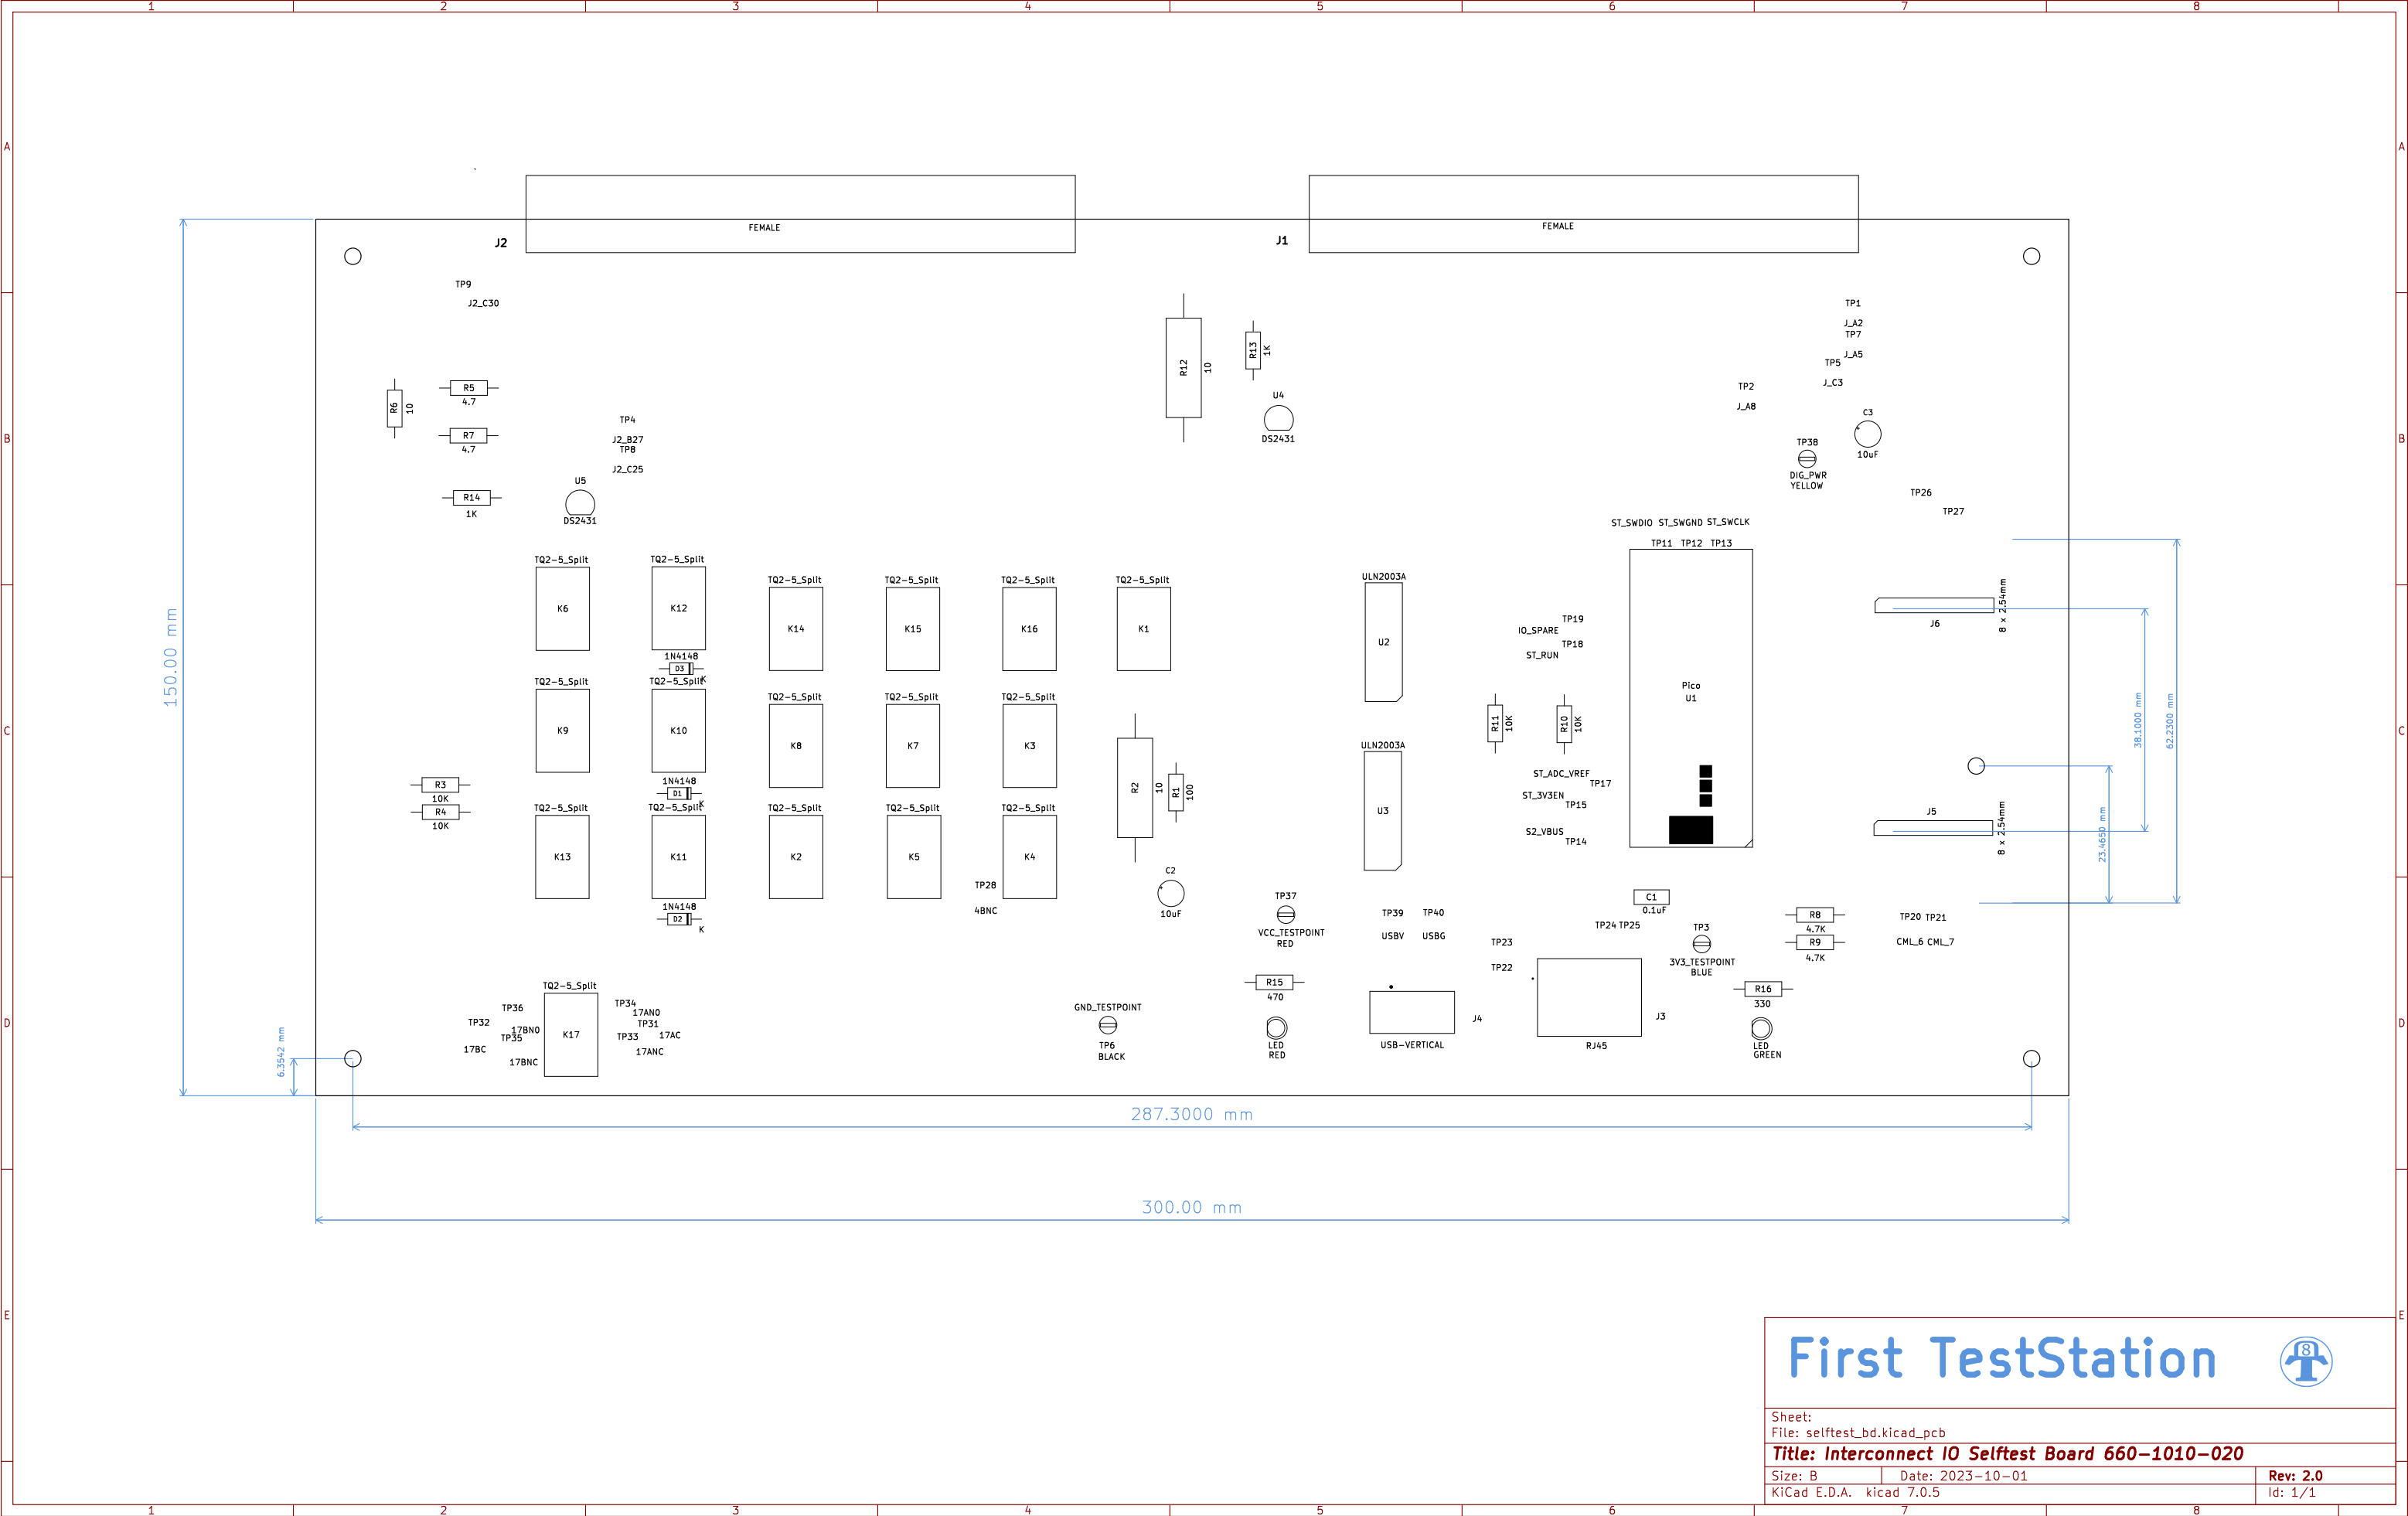 1 2 3 4 5 6 7 8
A A
FEMALE FEMALE
J2 J1
TP9
J2_C30
TP1
J_A2
TP7
J_A5
TP5
J_C3
R12 10
R13 1K
R6 10
R5
4.7
TP2
J_A8
U4
DS2431
C3
10uF
TP4
J2_B27
TP8
J2_C25
B B
R7
4.7
TP38
DIG_PWR
YELLOW
U5
DS2431
R14
1K
TP26
TP27
ST_SWDIO ST_SWGND ST_SWCLK
TP11 TP12 TP13
TQ2-5_Split TQ2-5_Split
K6 K12
TQ2-5_Split TQ2-5_Split TQ2-5_Split TQ2-5_Split
K14 K15 K16 K1
ULN2003A
U2
TP19
IO_SPARE
TP18
ST_RUN
8 x 2.54mm
J6
150.00 mm
1N4148
D3
K
TQ2-5_Split TQ2-5_Split
K9 K10
TQ2-5_Split TQ2-5_Split TQ2-5_Split
K8 K7 K3
Pico
U1
R11 10K
R10 10K
38.1000 mm
62.2300 mm
C C
ULN2003A
U3
R3
10K
R4
10K
1N4148
D1
K
R2 10
R1 100
ST_ADC_VREF
TP17
ST_3V3EN
TP15
S2_VBUS
TP14
J5
8 x 2.54mm
23.4650 mm
TQ2-5_Split TQ2-5_Split TQ2-5_Split TQ2-5_Split TQ2-5_Split
K13 K11 K2 K5 K4
C2
10uF
TP28
4BNC
1N4148
D2
K
TP37
VCC_TESTPOINT
RED
TP39 TP40
USBV USBG
C1
0.1uF
TP24 TP25
TP23
TP22
TP3
3V3_TESTPOINT
BLUE
R8
4.7K
R9
4.7K
TP20 TP21
CML_6 CML_7
TQ2-5_Split
K17
TP36
TP32
17BN0
TP35
17BC
17BNC
TP34
17AN0
TP31
TP33 17AC
17ANC
GND_TESTPOINT
TP6
BLACK
R15
470
LED
RED
J4
USB-VERTICAL
J3
RJ45
R16
330
LED
GREEN
D D
6.3542 mm
287.3000 mm
300.00 mm
E E
First TestStation
8
Sheet:
File: selftest_bd.kicad_pcb
Title: Interconnect IO Selftest Board 660-1010-020
Size: B Date: 2023-10-01 Rev: 2.0
KiCad E.D.A. kicad 7.0.5 Id: 1/1
1 2 3 4 5 6 7 8